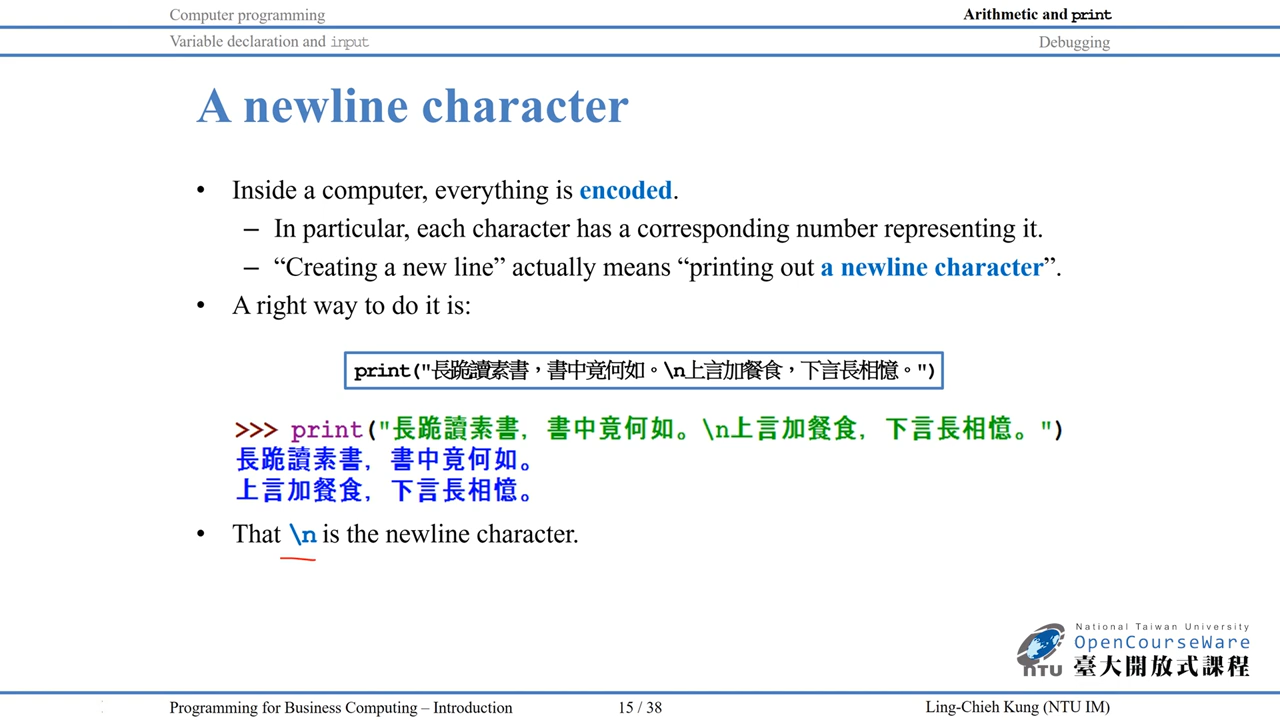 Computer programming
Arithmetic and print
Variable declaration and input
Debugging
A newline character
• Inside a computer, everything is encoded.
– In particular, each character has a corresponding number representing it.
– “Creating a new line” actually means “printing out a newline character”.
• A right way to do it is:
print("長跪讀素書，書中竟何如。\n上言加餐食，下言長相憶。")
>>> print("長跪讀素書，書中竟何如。\n上言加餐食，下言長相憶。")
長跪讀素書，書中竟何如。
上言加餐食，下言長相憶。
• That \n is the newline character.
National Taiwan University
OpenCourseWare
NTU 臺大開放式課程
Programming for Business Computing – Introduction
15 / 38
Ling-Chieh Kung (NTU IM)